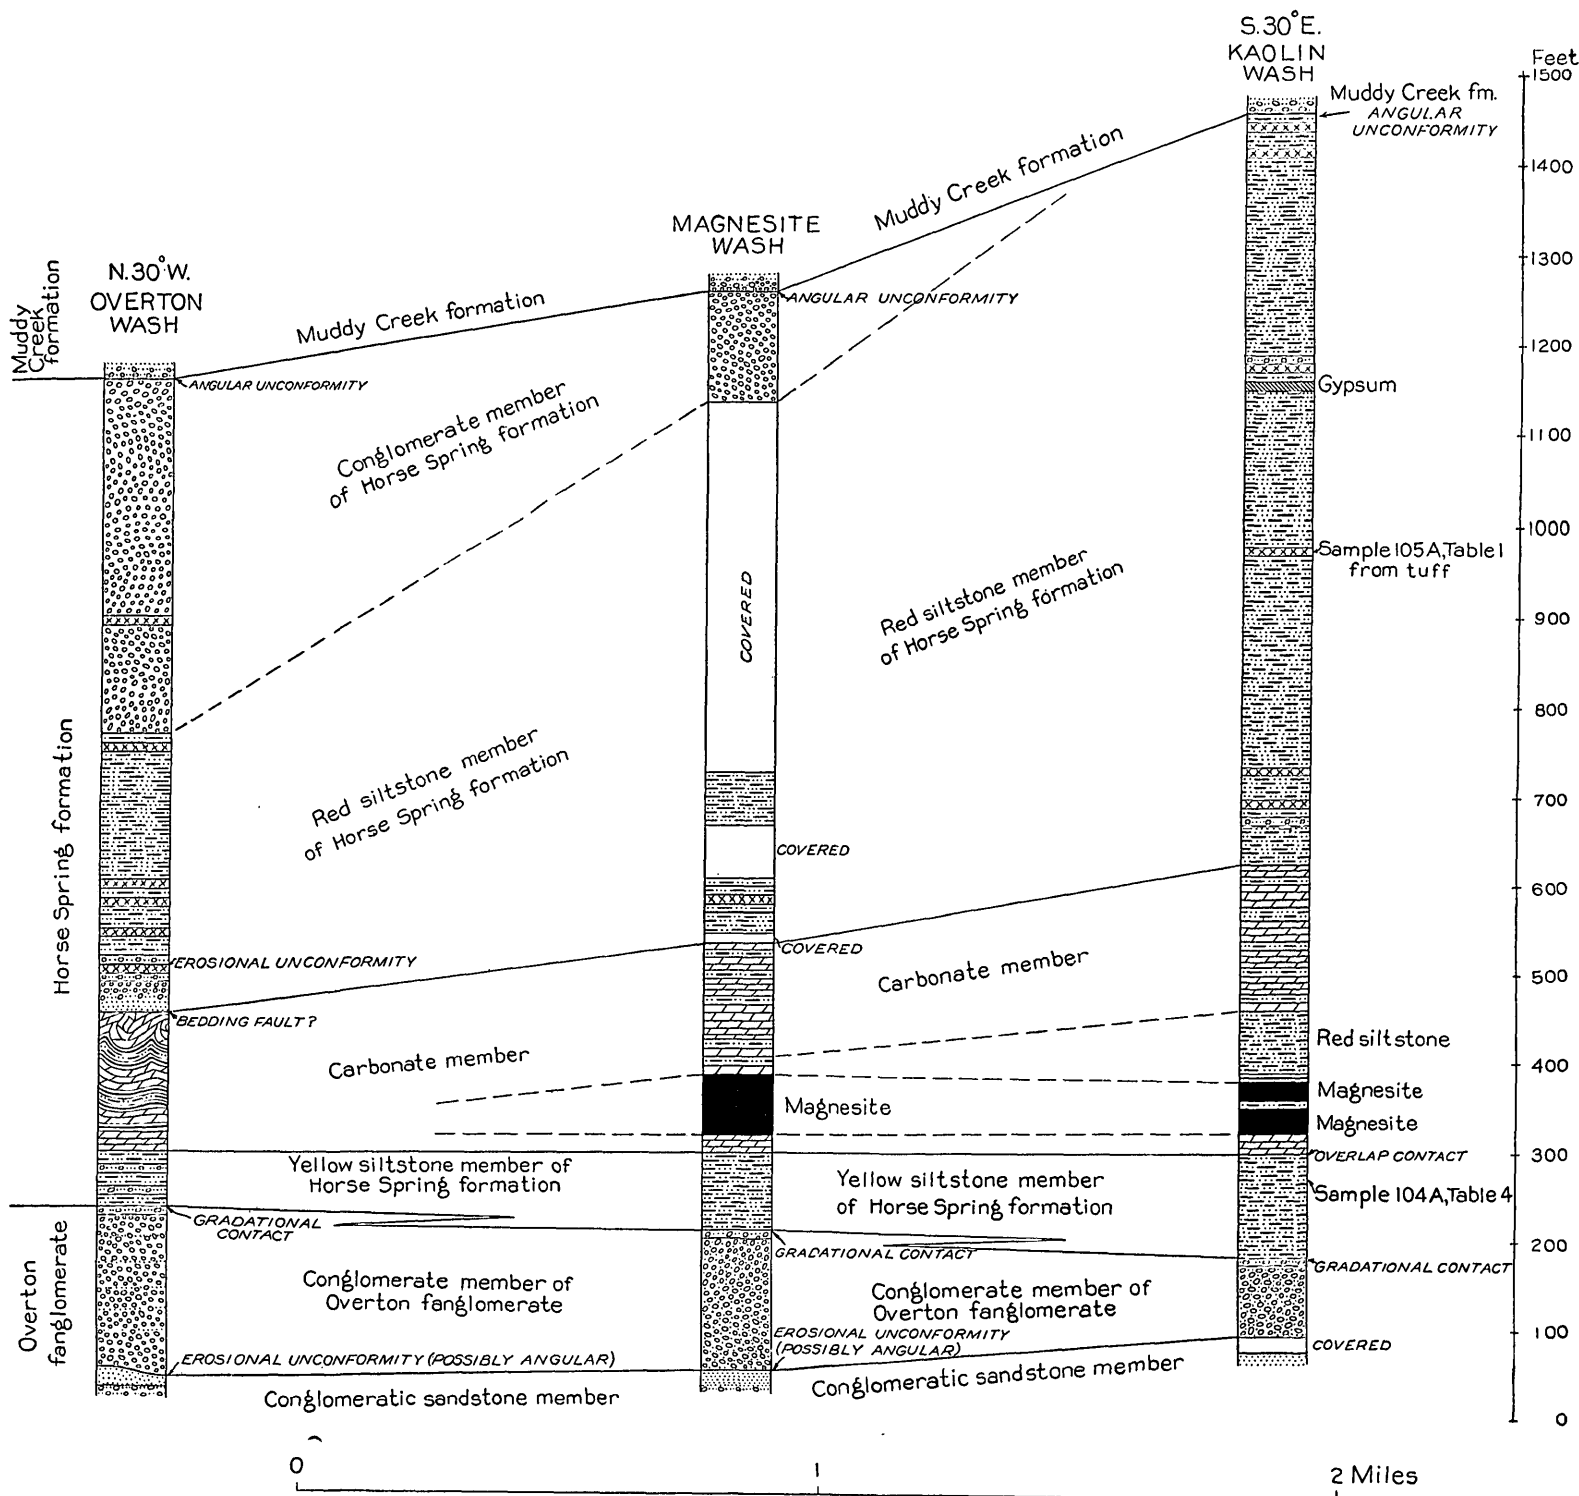 S.30°E.
KAOLIN
WASH
Feet
1500
Muddy Creek fm.
ANGULAR
UNCONFORMITY
1400
Muddy Creek formation
MAGNESITE
WASH
1300
N.30°W.
OVERTON
WASH
Muddy
Creek
formation
Muddy Creek formation
ANGULAR UNCONFORMITY
1200
ANGULAR UNCONFORMITY
Gypsum
Conglomerate member
of Horse Spring formation
1100
1000
Sample 105A, Table 1
from tuff
COVERED
Red siltstone member
of Horse Spring formation
900
800
Horse Spring formation
Red siltstone member
of Horse Spring formation
700
COVERED
600
COVERED
EROSIONAL UNCONFORMITY
Carbonate member
500
BEDDING FAULT?
Red siltstone
Carbonate member
400
Magnesite
Magnesite
Magnesite
300
OVERLAP CONTACT
Yellow siltstone member of
Horse Spring formation
Yellow siltstone member
of Horse Spring formation
Sample 104A, Table 4
GRADATIONAL
CONTACT
200
GRADATIONAL CONTACT
GRADATIONAL CONTACT
Overton
fanglomerate
Conglomerate member of
Overton fanglomerate
Conglomerate member of
Overton fanglomerate
EROSIONAL UNCONFORMITY
(POSSIBLY ANGULAR)
100
COVERED
EROSIONAL UNCONFORMITY (POSSIBLY ANGULAR)
Conglomeratic sandstone member
Conglomeratic sandstone member
0
0
1
2 Miles